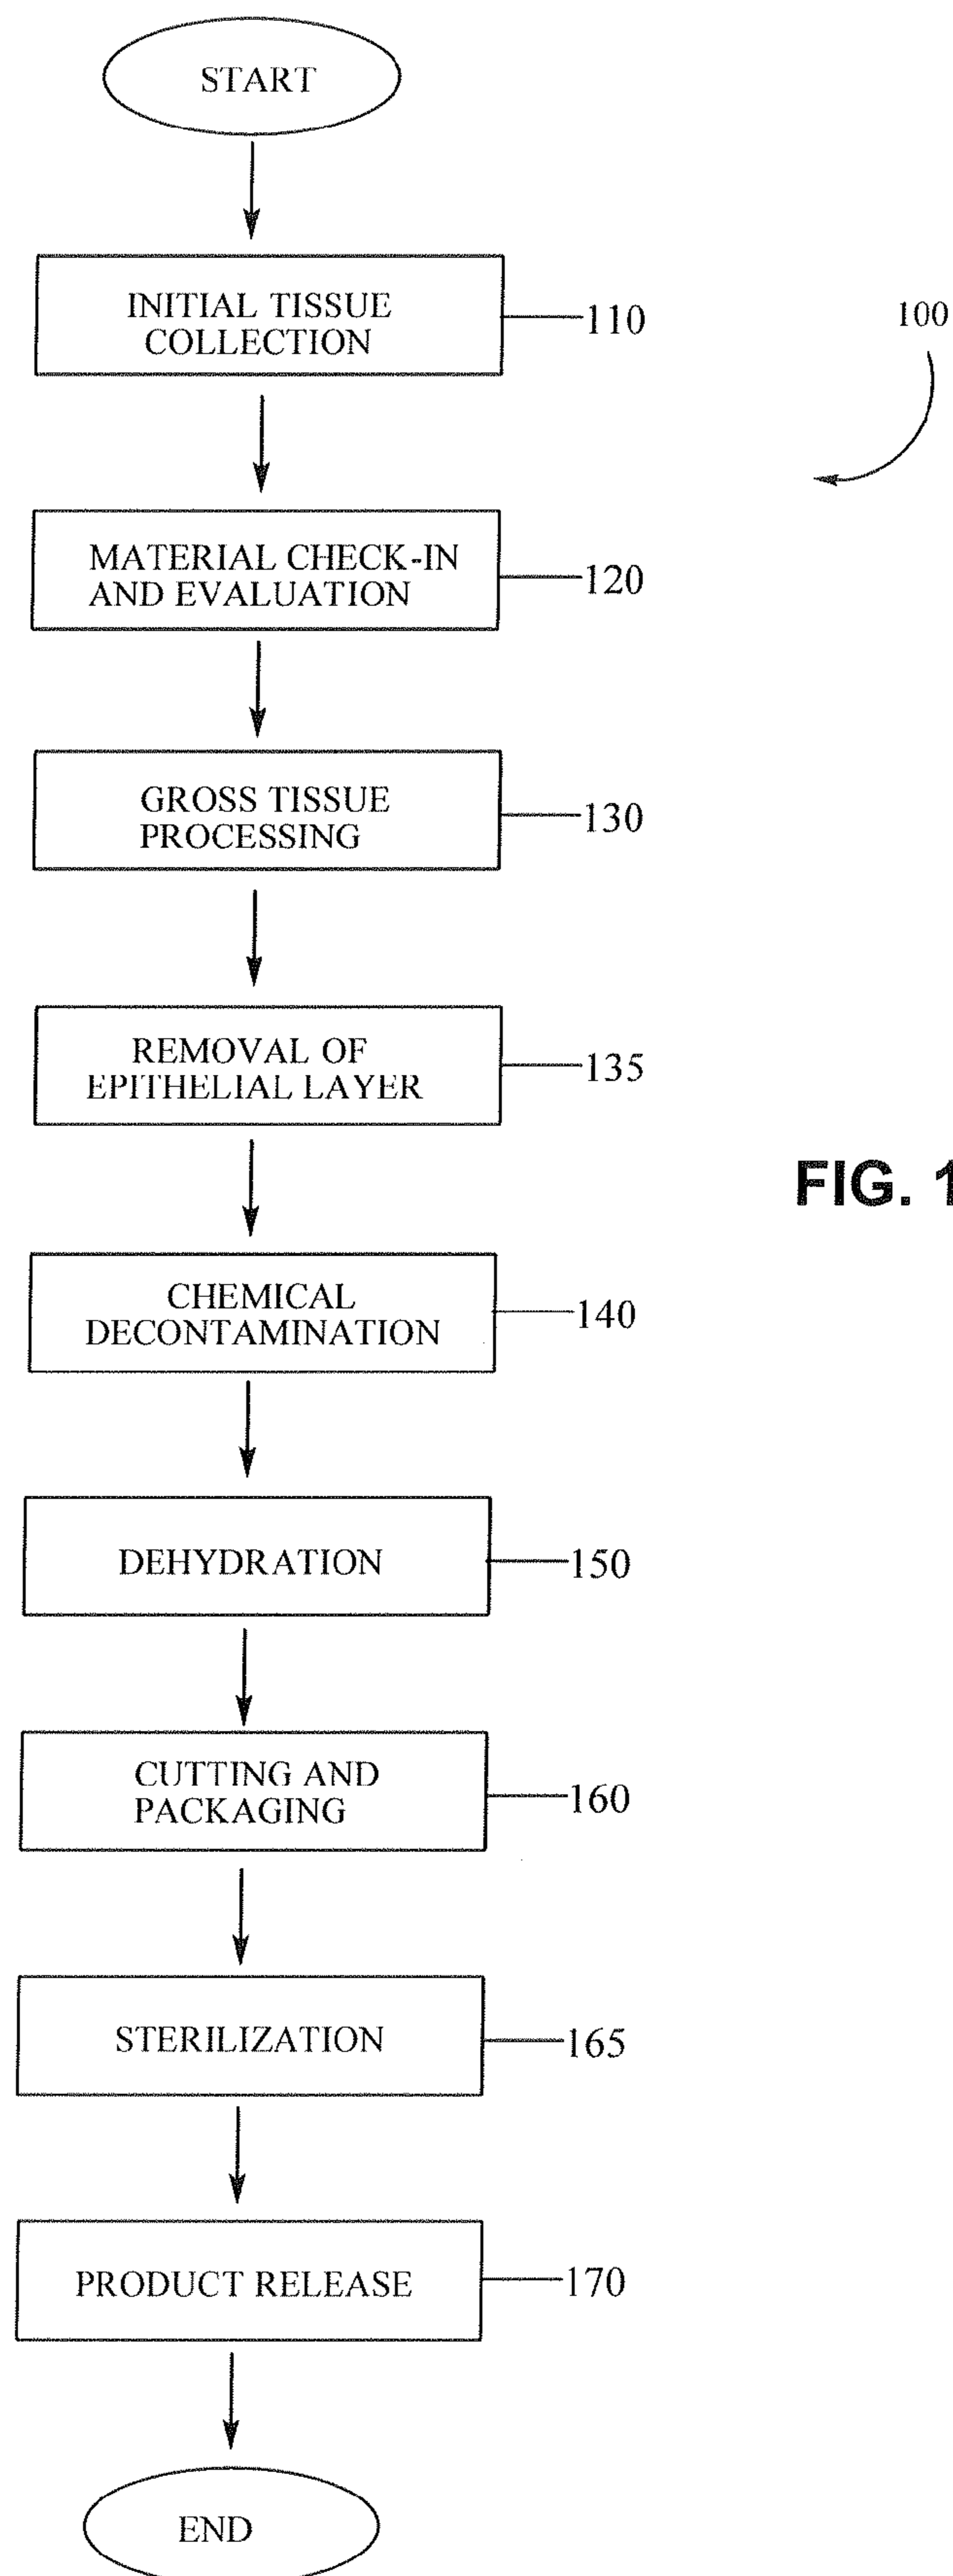 START
INITIAL TISSUE
COLLECTION
110
100
MATERIAL CHECK-IN
AND EVALUATION
120
GROSS TISSUE
PROCESSING
130
REMOVAL OF
EPITHELIAL LAYER
135
FIG. 1
CHEMICAL
DECONTAMINATION
140
DEHYDRATION
150
CUTTING AND
PACKAGING
160
STERILIZATION
165
PRODUCT RELEASE
170
END